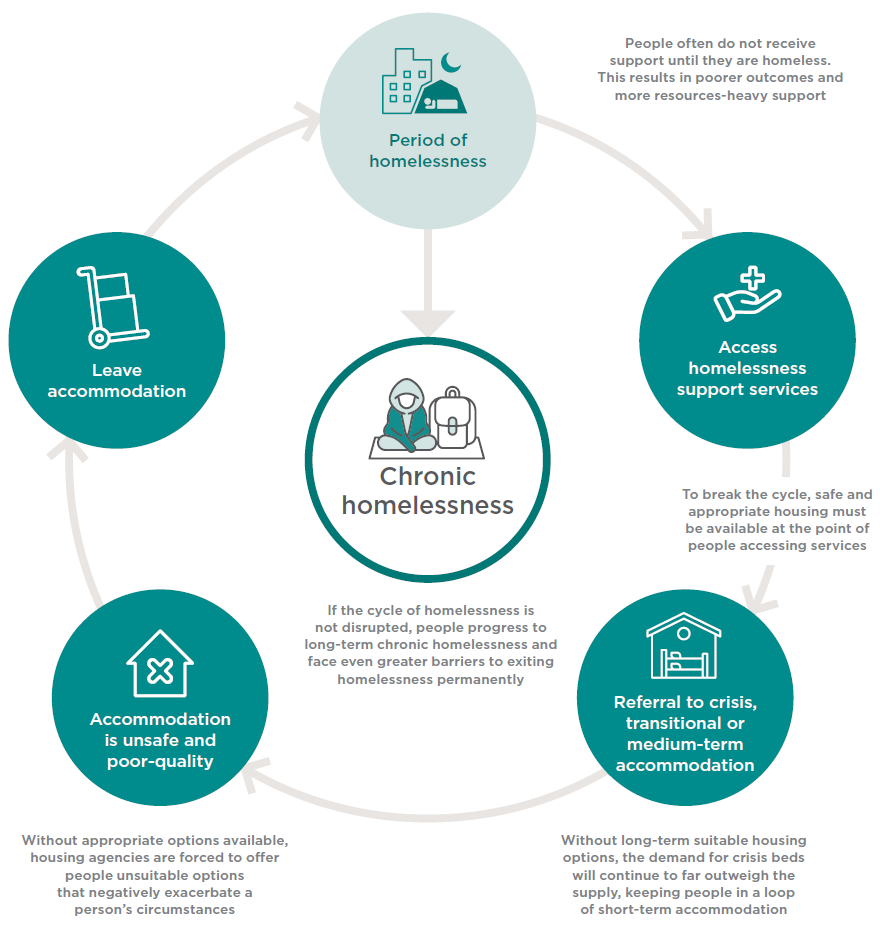 People often do not receive
support until they are homeless.
This results in poorer outcomes and
more resources-heavy support
Period of
homelessness
Access
homelessness
support services
Leave
accommodation
Chronic
homelessness
To break the cycle, safe and
appropriate housing must
be available at the point of
people accessing services
If the cycle of homelessness is
not disrupted, people progress to
long-term chronic homelessness and
face even greater barriers to exiting
homelessness permanently
Referral to crisis,
transitional or
medium-term
accommodation
Accommodation
is unsafe and
poor-quality
Without appropriate options available,
housing agencies are forced to offer
people unsuitable options
that negatively exacerbate a
person’s circumstances
Without long-term suitable housing
options, the demand for crisis beds
will continue to far outweigh the
supply, keeping people in a loop
of short-term accommodation